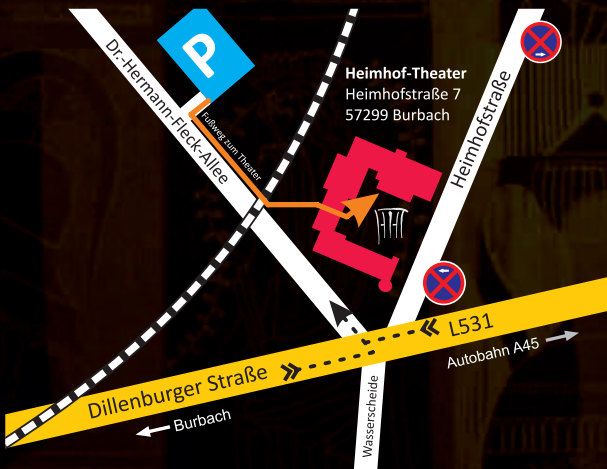 P
Dr.-Hermann-Fleck-Allee
Fußweg zum Theater
Heimhof-Theater
Heimhofstraße 7
57299 Burbach
Heimhofstraße
L531
Autobahn A45
Dillenburger Straße
Burbach
Wasserscheide